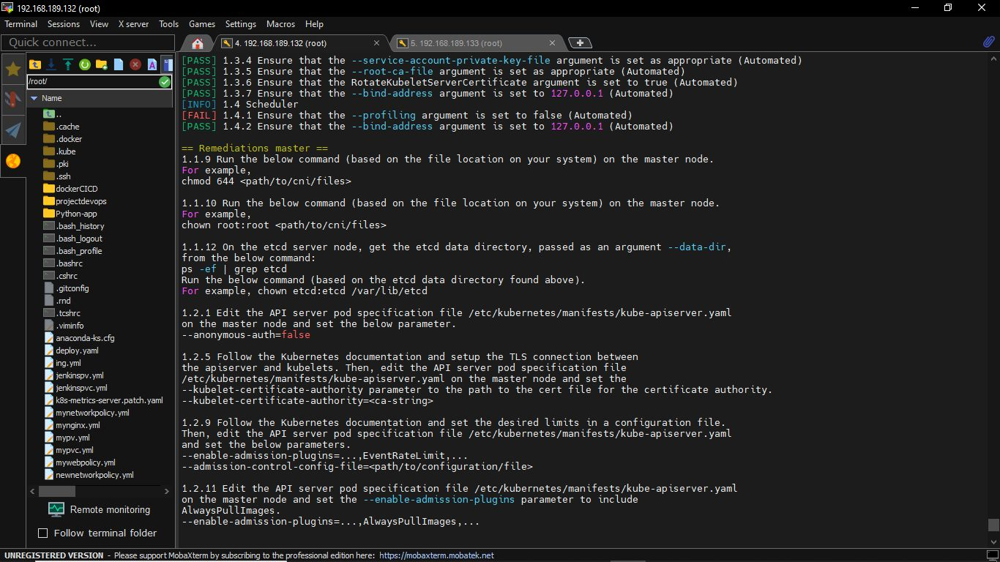 192.168.189.132 (root)
Terminal Sessions View X server Tools Games Settings Macros Help
Quick connect...
4. 192.168.189.132 (root)
5. 192.168.189.133 (root)
/root/
Name
..
.cache
.docker
.kube
.pki
.ssh
dockerCICD
projectdevops
Python-app
.bash_history
.bash_logout
.bash_profile
.bashrc
.cshrc
.gitconfig
.rnd
.tcshrc
.viminfo
anaconda-ks.cfg
deploy.yaml
ing.yml
jenkinspv.yml
jenkinspvc.yml
k8s-metrics-server.patch.yaml
mynetworkpolicy.yml
mynginx.yml
mypv.yml
mypvc.yml
mywebpolicy.yml
newnetworkpolicy.yml
Remote monitoring
Follow terminal folder
[PASS] 1.3.4 Ensure that the --service-account-private-key-file argument is set as appropriate (Automated)
[PASS] 1.3.5 Ensure that the --root-ca-file argument is set as appropriate (Automated)
[PASS] 1.3.6 Ensure that the RotateKubeletServerCertificate argument is set to true (Automated)
[PASS] 1.3.7 Ensure that the --bind-address argument is set to 127.0.0.1 (Automated)
[INFO] 1.4 Scheduler
[FAIL] 1.4.1 Ensure that the --profiling argument is set to false (Automated)
[PASS] 1.4.2 Ensure that the --bind-address argument is set to 127.0.0.1 (Automated)
== Remediations master ==
1.1.9 Run the below command (based on the file location on your system) on the master node.
For example,
chmod 644 <path/to/cni/files>
1.1.10 Run the below command (based on the file location on your system) on the master node.
For example,
chown root:root <path/to/cni/files>
1.1.12 On the etcd server node, get the etcd data directory, passed as an argument --data-dir,
from the below command:
ps -ef | grep etcd
Run the below command (based on the etcd data directory found above).
For example, chown etcd:etcd /var/lib/etcd
1.2.1 Edit the API server pod specification file /etc/kubernetes/manifests/kube-apiserver.yaml
on the master node and set the below parameter.
--anonymous-auth=false
1.2.5 Follow the Kubernetes documentation and setup the TLS connection between
the apiserver and kubelets. Then, edit the API server pod specification file
/etc/kubernetes/manifests/kube-apiserver.yaml on the master node and set the
--kubelet-certificate-authority parameter to the path to the cert file for the certificate authority.
--kubelet-certificate-authority=<ca-string>
1.2.9 Follow the Kubernetes documentation and set the desired limits in a configuration file.
Then, edit the API server pod specification file /etc/kubernetes/manifests/kube-apiserver.yaml
and set the below parameters.
--enable-admission-plugins=...,EventRateLimit,...
--admission-control-config-file=<path/to/configuration/file>
1.2.11 Edit the API server pod specification file /etc/kubernetes/manifests/kube-apiserver.yaml
on the master node and set the --enable-admission-plugins parameter to include
AlwaysPullImages.
--enable-admission-plugins=...,AlwaysPullImages,...
UNREGISTERED VERSION - Please support MobaXterm by subscribing to the professional edition here: https://mobaxterm.mobatek.net